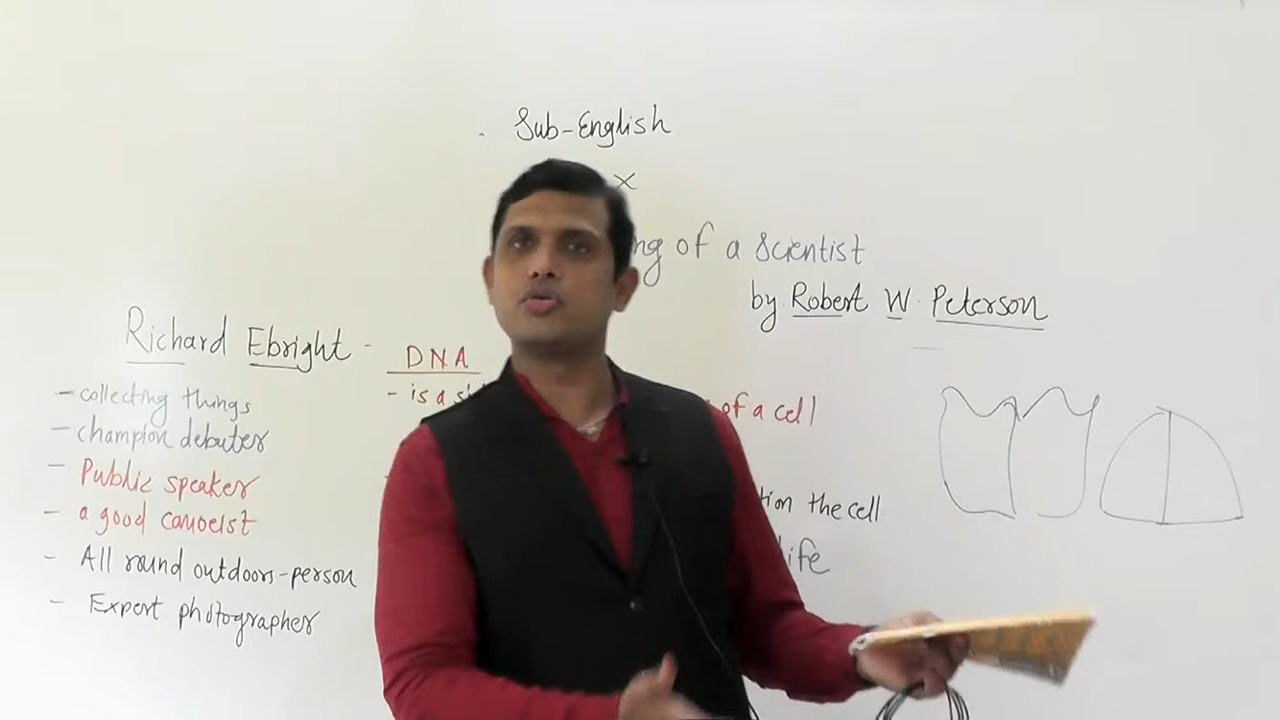 Sub-English
X
ng of a Scientist
by Robert W. Peterson
Richard Ebright -
- collecting things
- champion debuter
- Public speaker
- a good canoeist
- All round outdoors-person
- Expert photographer
DNA
- is a of a cell
tion the cell
life